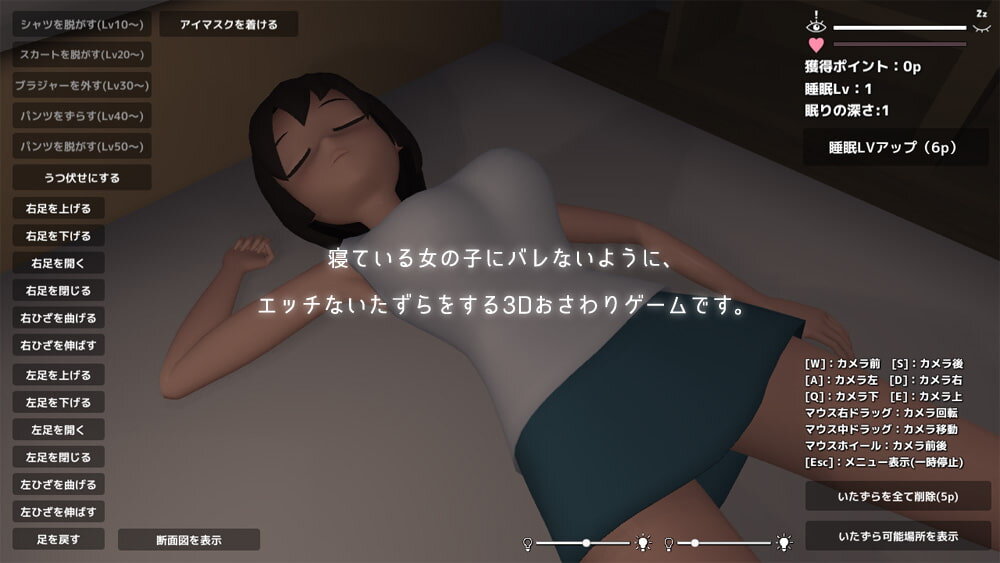 シャツを脱がす(Lv10〜)
アイマスクを着ける
スカートを脱がす(Lv20〜)
ブラジャーを外す(Lv30〜)
パンツをずらす(Lv40〜)
パンツを脱がす(Lv50〜)
うつ伏せにする
右足を上げる
右足を下げる
右足を開く
右足を閉じる
右ひざを曲げる
右ひざを伸ばす
左足を上げる
左足を下げる
左足を開く
左足を閉じる
左ひざを曲げる
左ひざを伸ばす
足を戻す
断面図を表示
寝ている女の子にバレないように、
エッチないたずらをする3Dおさわりゲームです。
!
Zz
獲得ポイント：0p
睡眠Lv：1
眠りの深さ:1
睡眠LVアップ（6p）
[W]：カメラ前 [S]：カメラ後
[A]：カメラ左 [D]：カメラ右
[Q]：カメラ下 [E]：カメラ上
マウス右ドラッグ：カメラ回転
マウス中ドラッグ：カメラ移動
マウスホイール：カメラ前後
[Esc]：メニュー表示(一時停止)
いたずらを全て削除(5p)
いたずら可能場所を表示